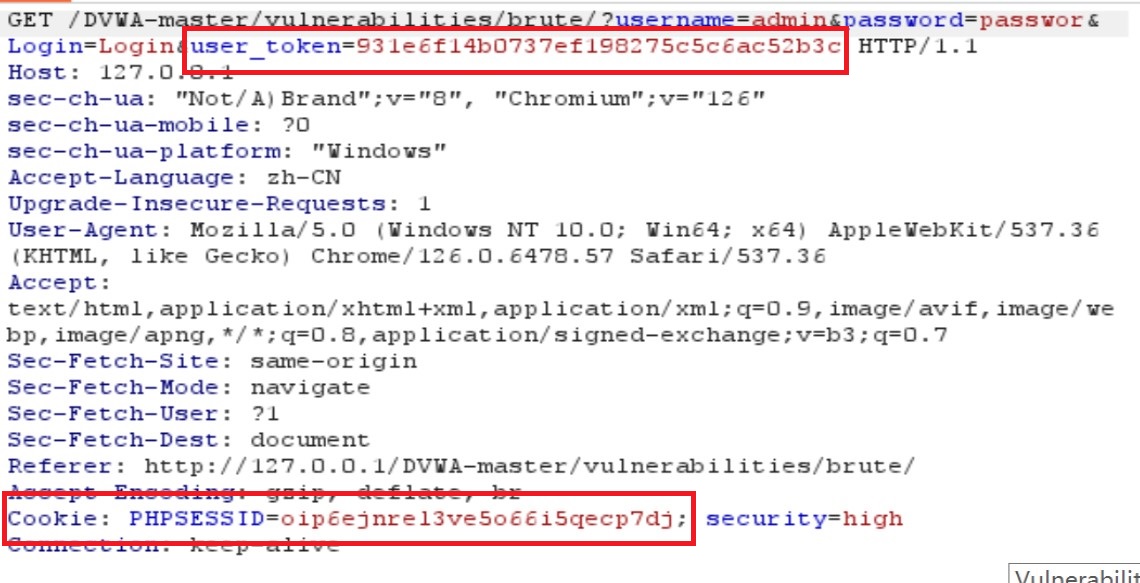 GET /DVWA-master/vulnerabilities/brute/?username=admin&password=passwor&
Login=Login&user_token=931e6f14b0737ef198275c5c6ac52b3c HTTP/1.1
Host: 127.0.0.1
sec-ch-ua: "Not/A)Brand";v="8", "Chromium";v="126"
sec-ch-ua-mobile: ?0
sec-ch-ua-platform: "Windows"
Accept-Language: zh-CN
Upgrade-Insecure-Requests: 1
User-Agent: Mozilla/5.0 (Windows NT 10.0; Win64; x64) AppleWebKit/537.36
(KHTML, like Gecko) Chrome/126.0.6478.57 Safari/537.36
Accept:
text/html,application/xhtml+xml,application/xml;q=0.9,image/avif,image/we
bp,image/apng,*/*;q=0.8,application/signed-exchange;v=b3;q=0.7
Sec-Fetch-Site: same-origin
Sec-Fetch-Mode: navigate
Sec-Fetch-User: ?1
Sec-Fetch-Dest: document
Referer: http://127.0.0.1/DVWA-master/vulnerabilities/brute/
Accept-Encoding: gzip, deflate, br
Cookie: PHPSESSID=oip6ejnrel3ve5o66i5qecp7dj; security=high
Connection: keep-alive
Vulnerabilit